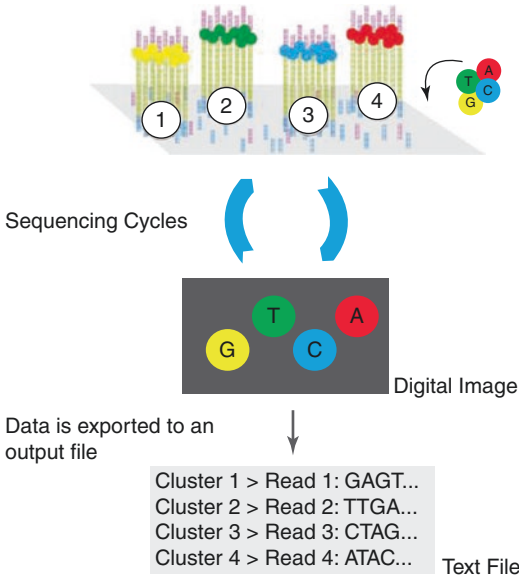 1
2
3
4
A
T
C
G
Sequencing Cycles
T
A
G
C
Digital Image
Data is exported to an
output file
Cluster 1 > Read 1: GAGT...
Cluster 2 > Read 2: TTGA...
Cluster 3 > Read 3: CTAG...
Cluster 4 > Read 4: ATAC...
Text File